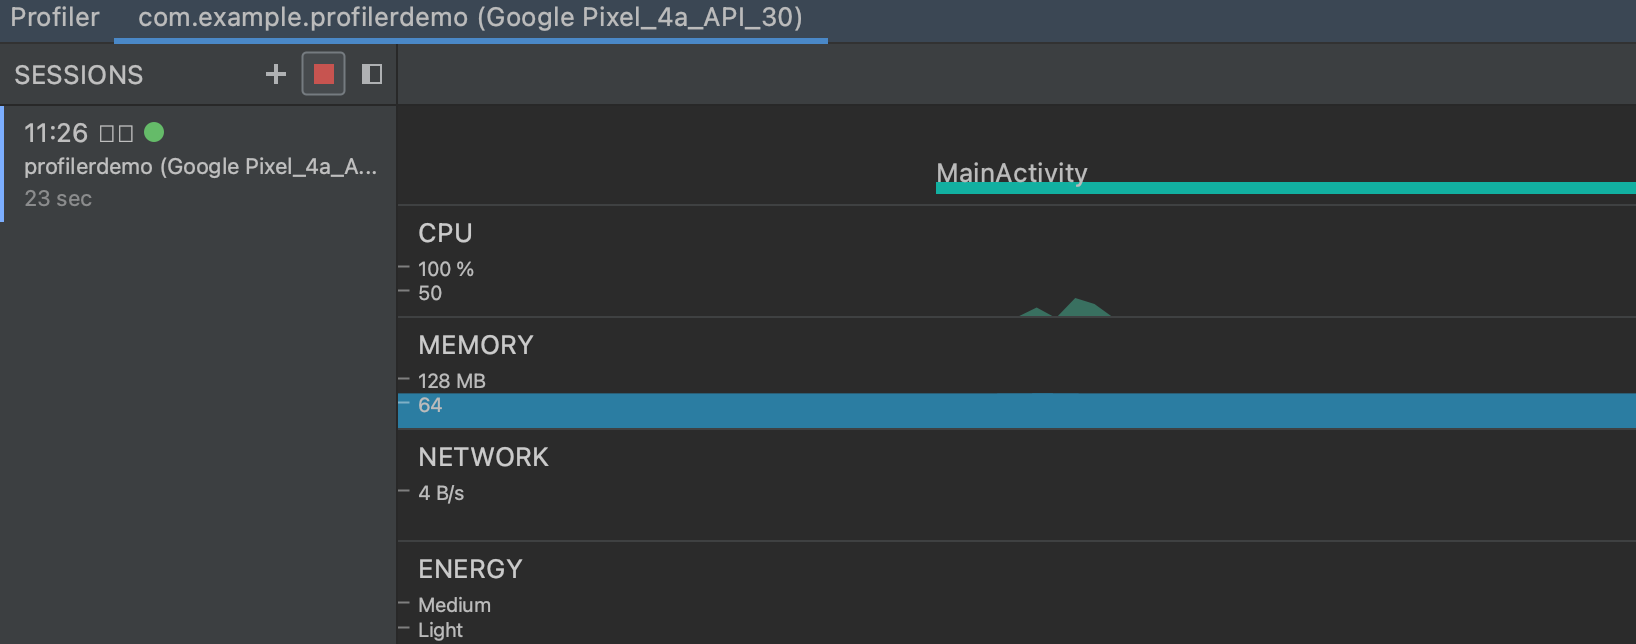 Profiler com.example.profilerdemo (Google Pixel_4a_API_30)
SESSIONS
11:26
profilerdemo (Google Pixel_4a_A...
23 sec
MainActivity
CPU
100 %
50
MEMORY
128 MB
64
NETWORK
4 B/s
ENERGY
Medium
Light